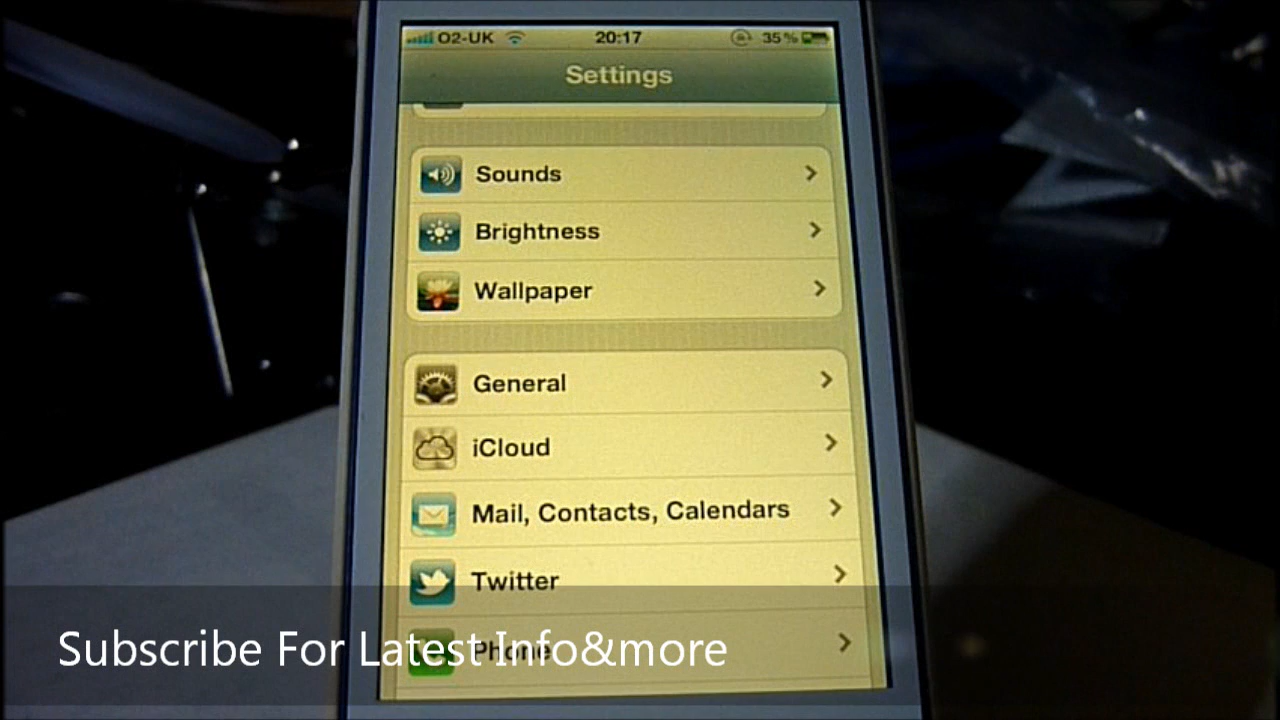 O2-UK 20:17 35%
Settings
Sounds
Brightness
Wallpaper
General
iCloud
Mail, Contacts, Calendars
Twitter
Phone
Subscribe For Latest Info&more